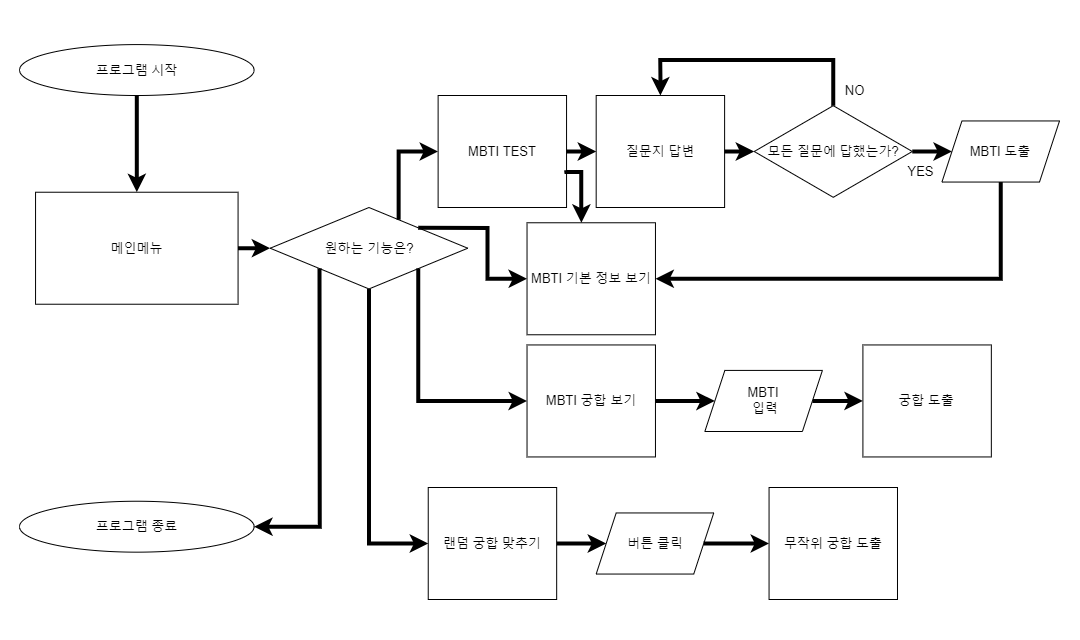 프로그램 시작
메인메뉴
원하는 기능은?
MBTI TEST
질문지 답변
모든 질문에 답했는가?
NO
YES
MBTI 도출
MBTI 기본 정보 보기
MBTI 궁합 보기
MBTI
입력
궁합 도출
프로그램 종료
랜덤 궁합 맞추기
버튼 클릭
무작위 궁합 도출